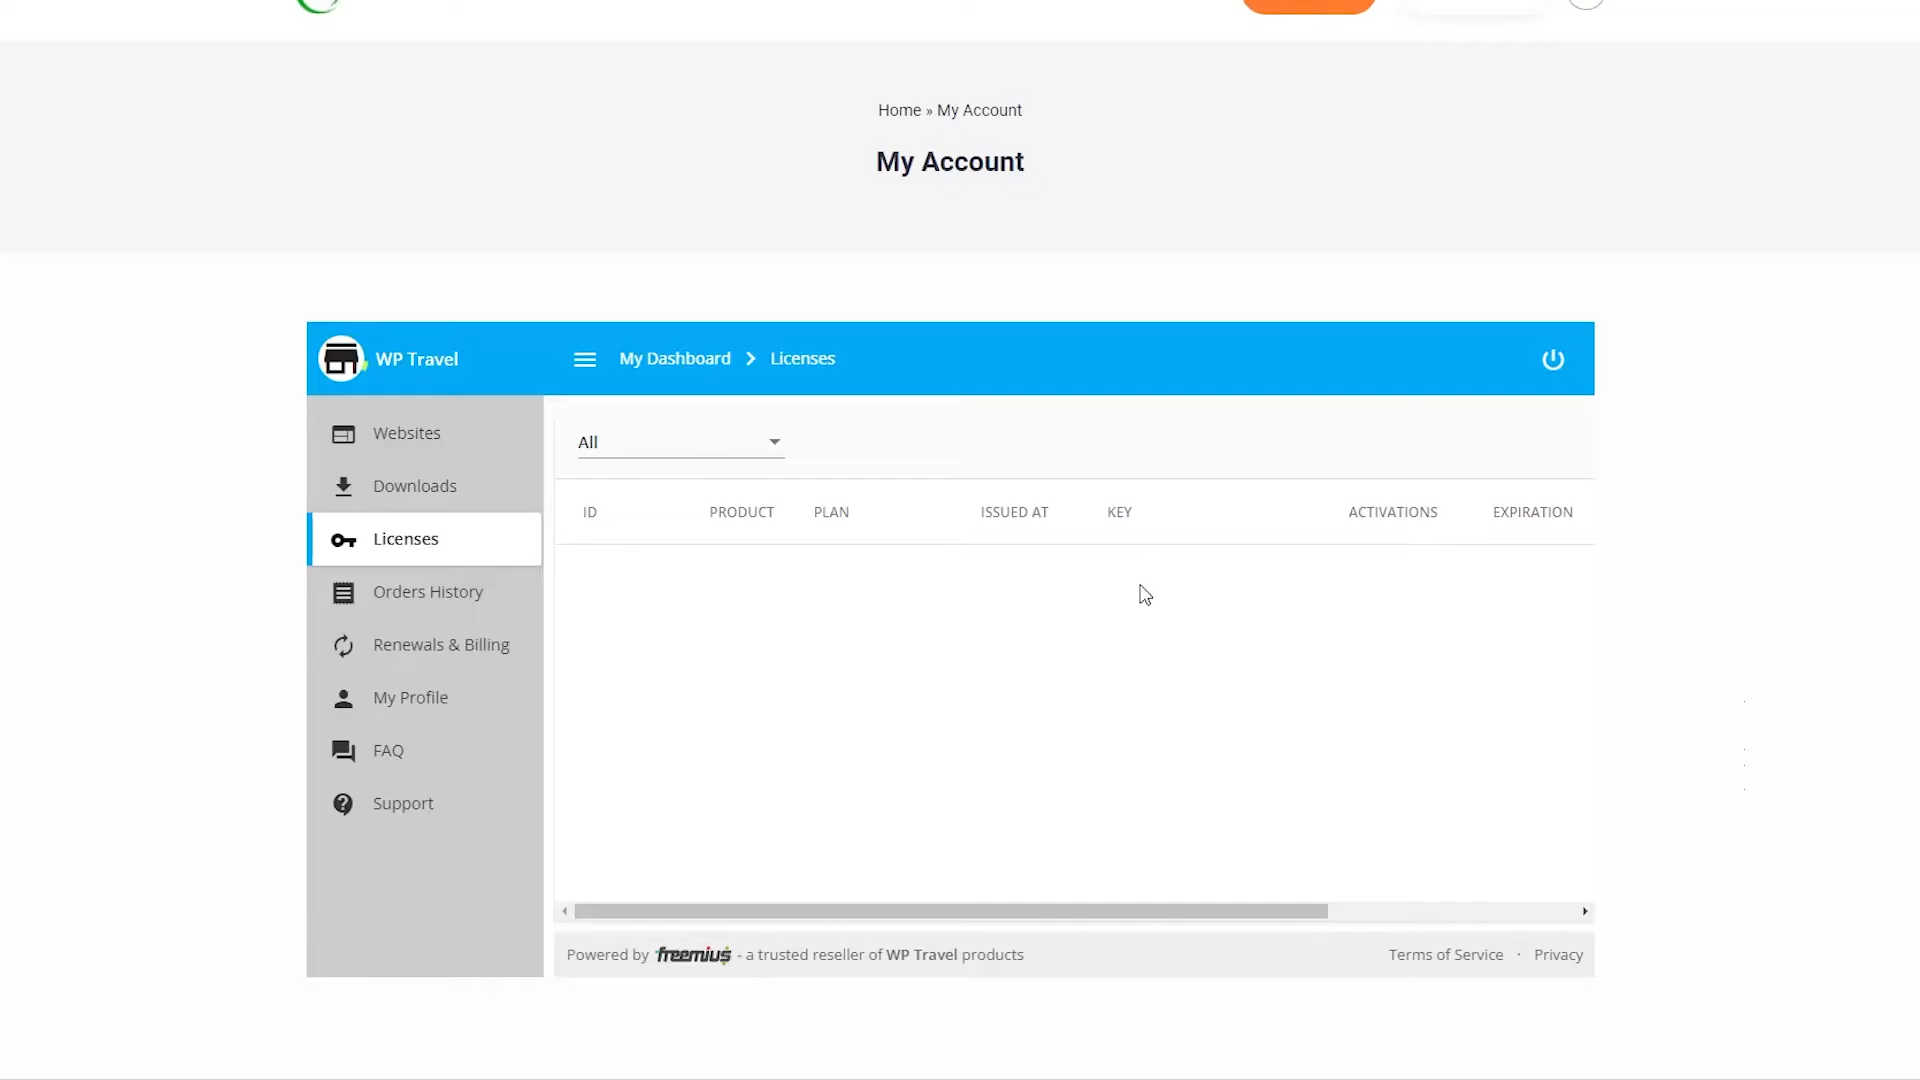 Home » My Account
My Account
WP Travel
My Dashboard
Licenses
Websites
Downloads
Licenses
Orders History
Renewals & Billing
My Profile
FAQ
Support
All
ID PRODUCT PLAN ISSUED AT KEY ACTIVATIONS EXPIRATION
Powered by freemius - a trusted reseller of WP Travel products
Terms of Service · Privacy